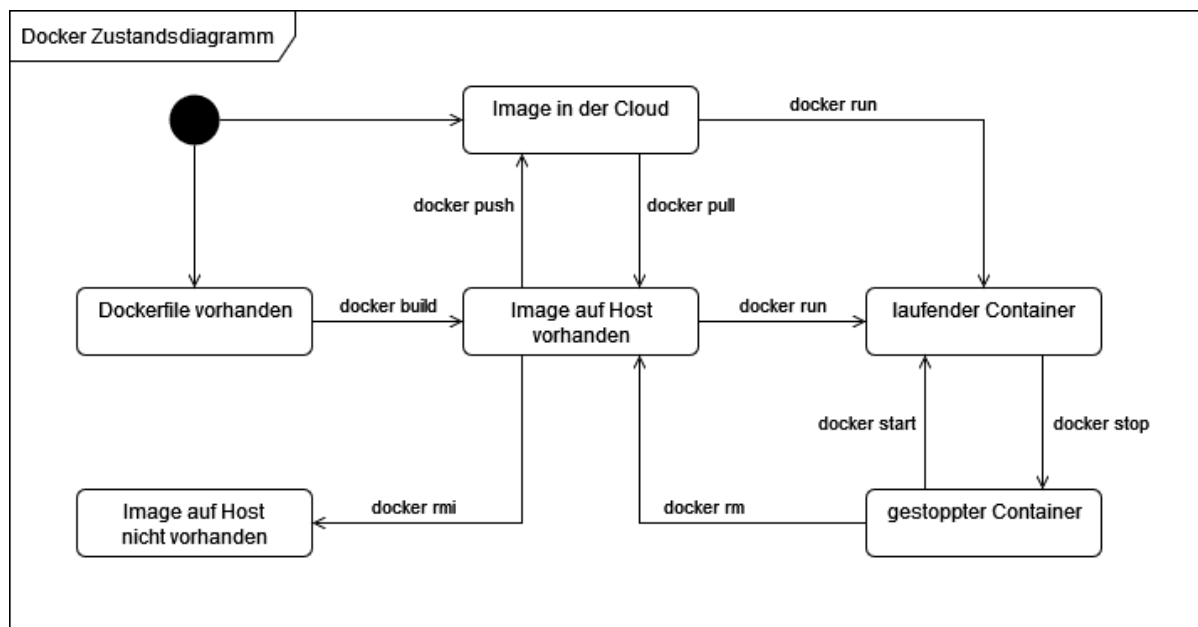 Docker Zustandsdiagramm
Image in der Cloud
docker run
docker push
docker pull
Dockerfile vorhanden
docker build
Image auf Host
vorhanden
docker run
laufender Container
docker start
docker stop
Image auf Host
nicht vorhanden
docker rmi
docker rm
gestoppter Container